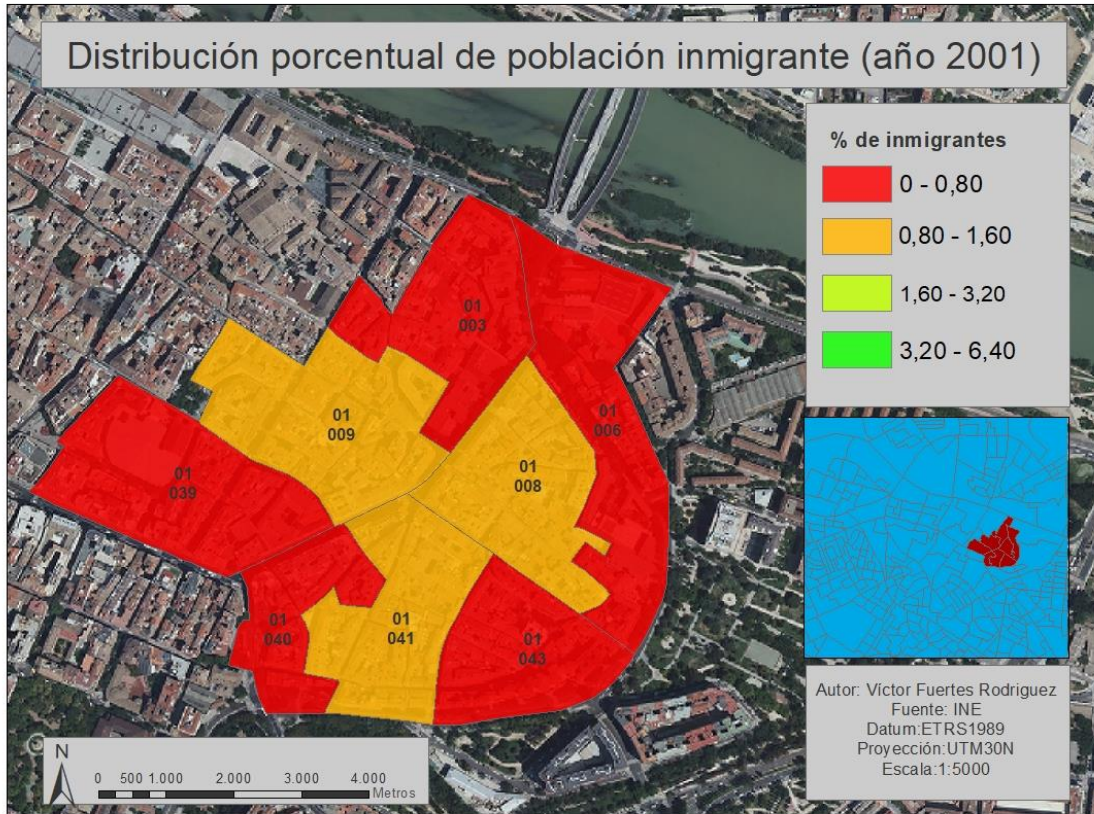 Distribución porcentual de población inmigrante (año 2001)
% de inmigrantes
0 - 0,80
0,80 - 1,60
1,60 - 3,20
3,20 - 6,40
01
003
01
006
01
009
01
008
01
039
01
040
01
041
01
043
Autor: Víctor Fuertes Rodriguez
Fuente: INE
Datum:ETRS1989
Proyección:UTM30N
Escala:1:5000
N
0 500 1.000 2.000 3.000 4.000
Metros